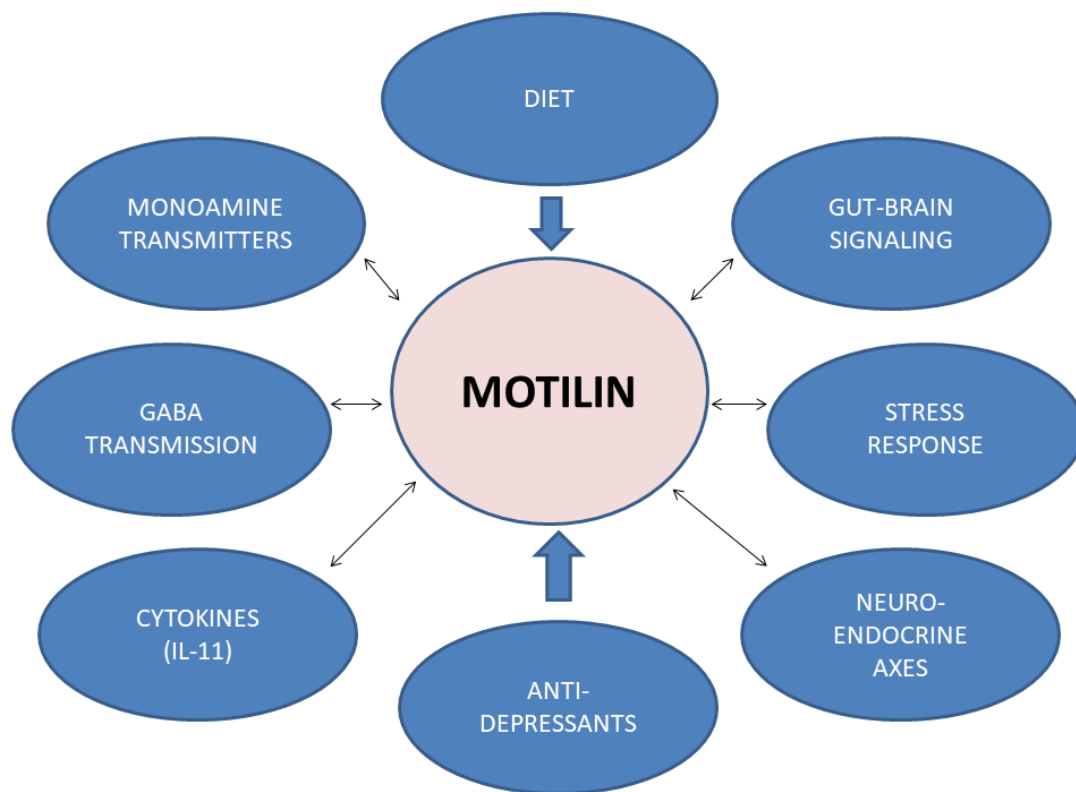 DIET
MONOAMINE
TRANSMITTERS
GUT-BRAIN
SIGNALING
MOTILIN
GABA
TRANSMISSION
STRESS
RESPONSE
CYTOKINES
(IL-11)
NEURO-
ENDOCRINE
AXES
ANTI-
DEPRESSANTS